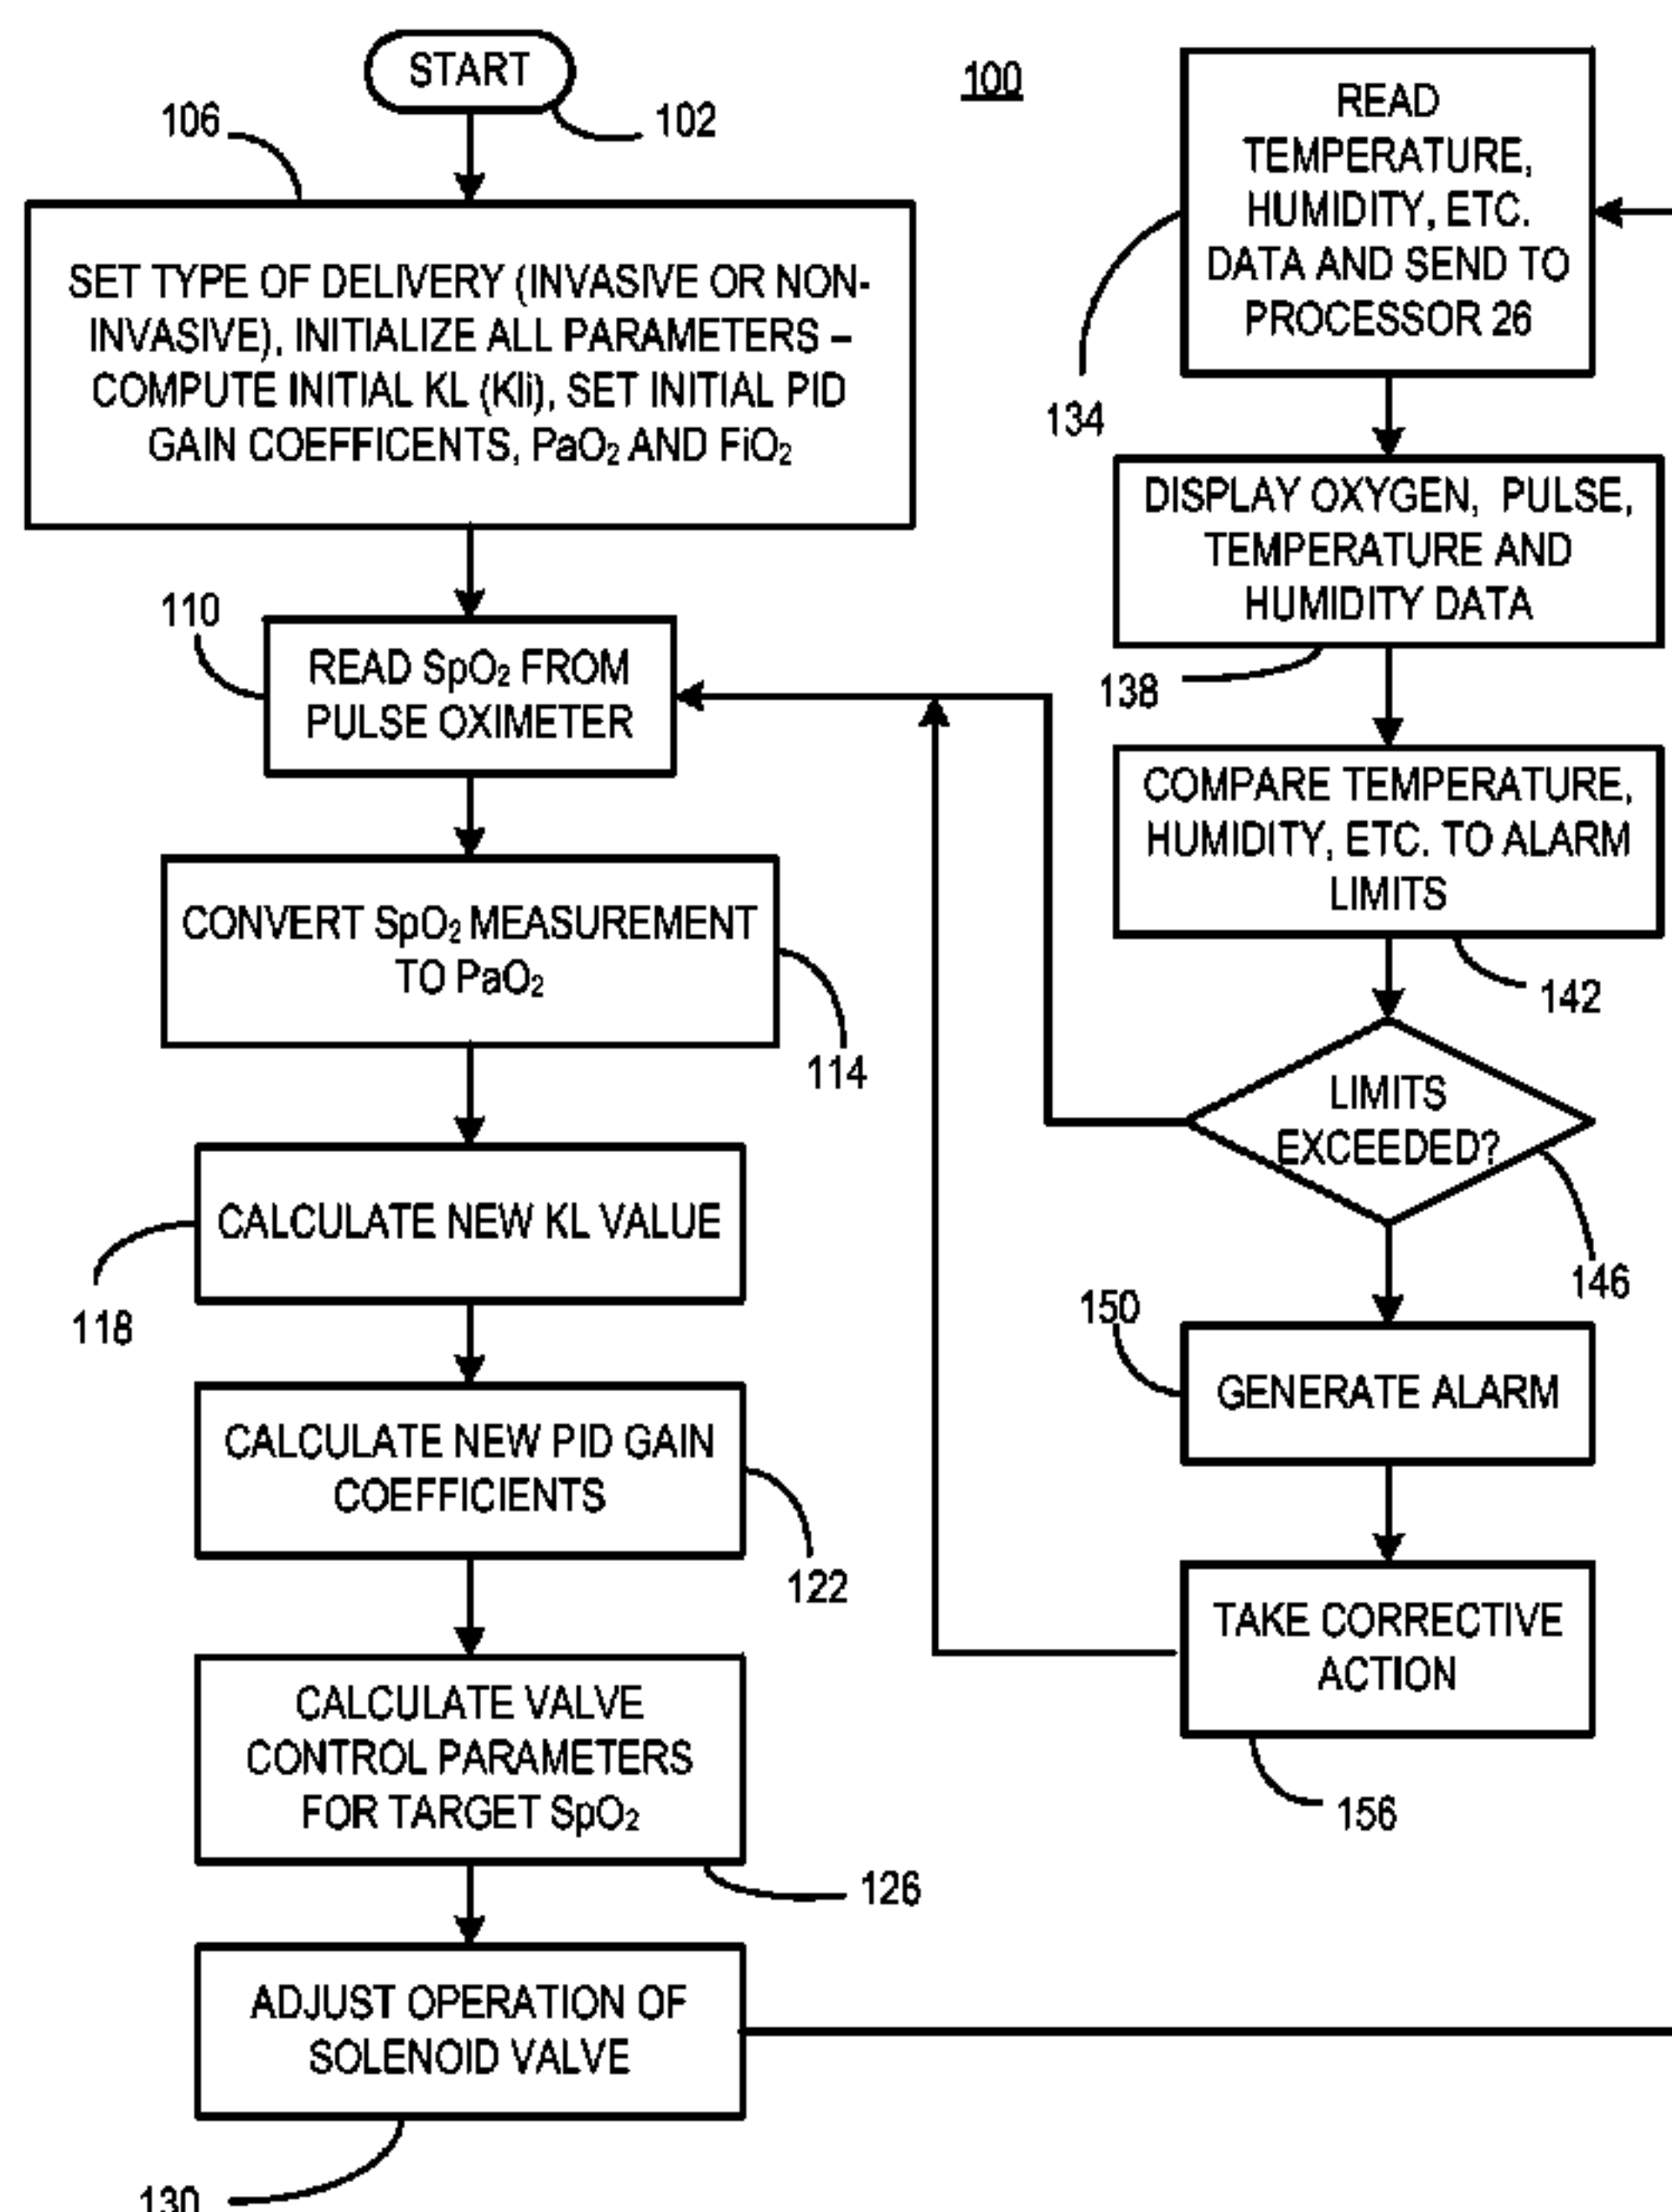 START
102
106
SET TYPE OF DELIVERY (INVASIVE OR NON-
INVASIVE), INITIALIZE ALL PARAMETERS –
COMPUTE INITIAL KL (Kli), SET INITIAL PID
GAIN COEFFICENTS, PaO₂ AND FiO₂
110
READ SpO₂ FROM
PULSE OXIMETER
CONVERT SpO₂ MEASUREMENT
TO PaO₂
114
CALCULATE NEW KL VALUE
118
CALCULATE NEW PID GAIN
COEFFICIENTS
122
CALCULATE VALVE
CONTROL PARAMETERS
FOR TARGET SpO₂
126
ADJUST OPERATION OF
SOLENOID VALVE
130
100
READ
TEMPERATURE,
HUMIDITY, ETC.
DATA AND SEND TO
PROCESSOR 26
134
DISPLAY OXYGEN, PULSE,
TEMPERATURE AND
HUMIDITY DATA
138
COMPARE TEMPERATURE,
HUMIDITY, ETC. TO ALARM
LIMITS
142
LIMITS
EXCEEDED?
146
150
GENERATE ALARM
TAKE CORRECTIVE
ACTION
156